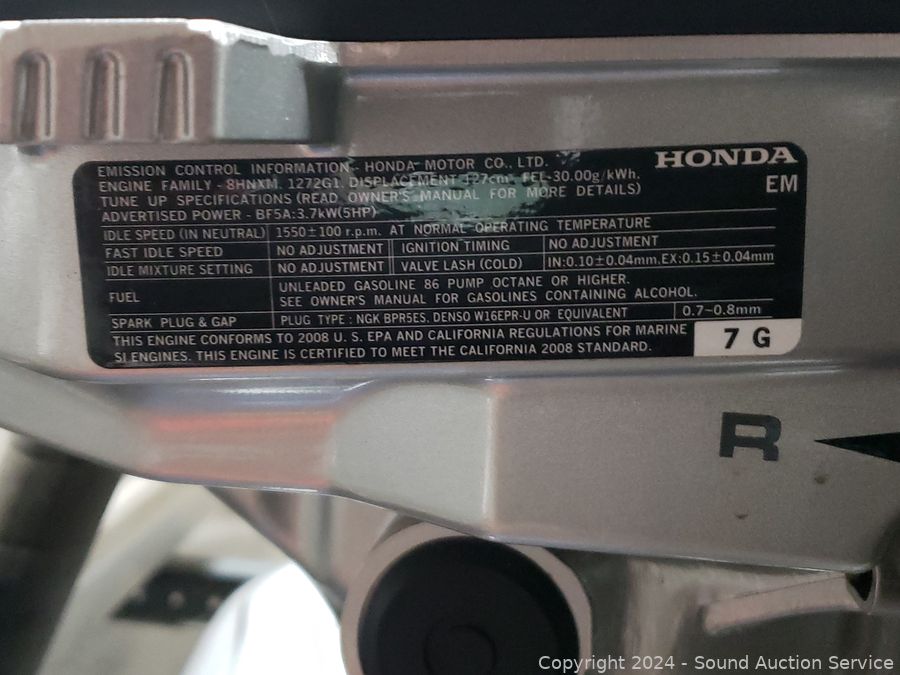 EMISSION CONTROL INFORMATION - HONDA MOTOR CO., LTD.
HONDA
ENGINE FAMILY - 8HNXM. 1272G1. DISPLACEMENT 127cm³. FEL-30.00g/kWh.
EM
TUNE UP SPECIFICATIONS (READ OWNER'S MANUAL FOR MORE DETAILS)
ADVERTISED POWER - BF5A:3.7kW(5HP)
IDLE SPEED (IN NEUTRAL) 1550±100 r.p.m. AT NORMAL OPERATING TEMPERATURE
FAST IDLE SPEED NO ADJUSTMENT IGNITION TIMING NO ADJUSTMENT
IDLE MIXTURE SETTING NO ADJUSTMENT VALVE LASH (COLD) IN:0.10±0.04mm.EX:0.15±0.04mm
FUEL UNLEADED GASOLINE 86 PUMP OCTANE OR HIGHER.
SEE OWNER'S MANUAL FOR GASOLINES CONTAINING ALCOHOL.
SPARK PLUG & GAP PLUG TYPE : NGK BPR5ES, DENSO W16EPR-U OR EQUIVALENT 0.7~0.8mm
THIS ENGINE CONFORMS TO 2008 U. S. EPA AND CALIFORNIA REGULATIONS FOR MARINE
SI ENGINES. THIS ENGINE IS CERTIFIED TO MEET THE CALIFORNIA 2008 STANDARD.
7 G
R
Copyright © 2024 - Sound Auction Service